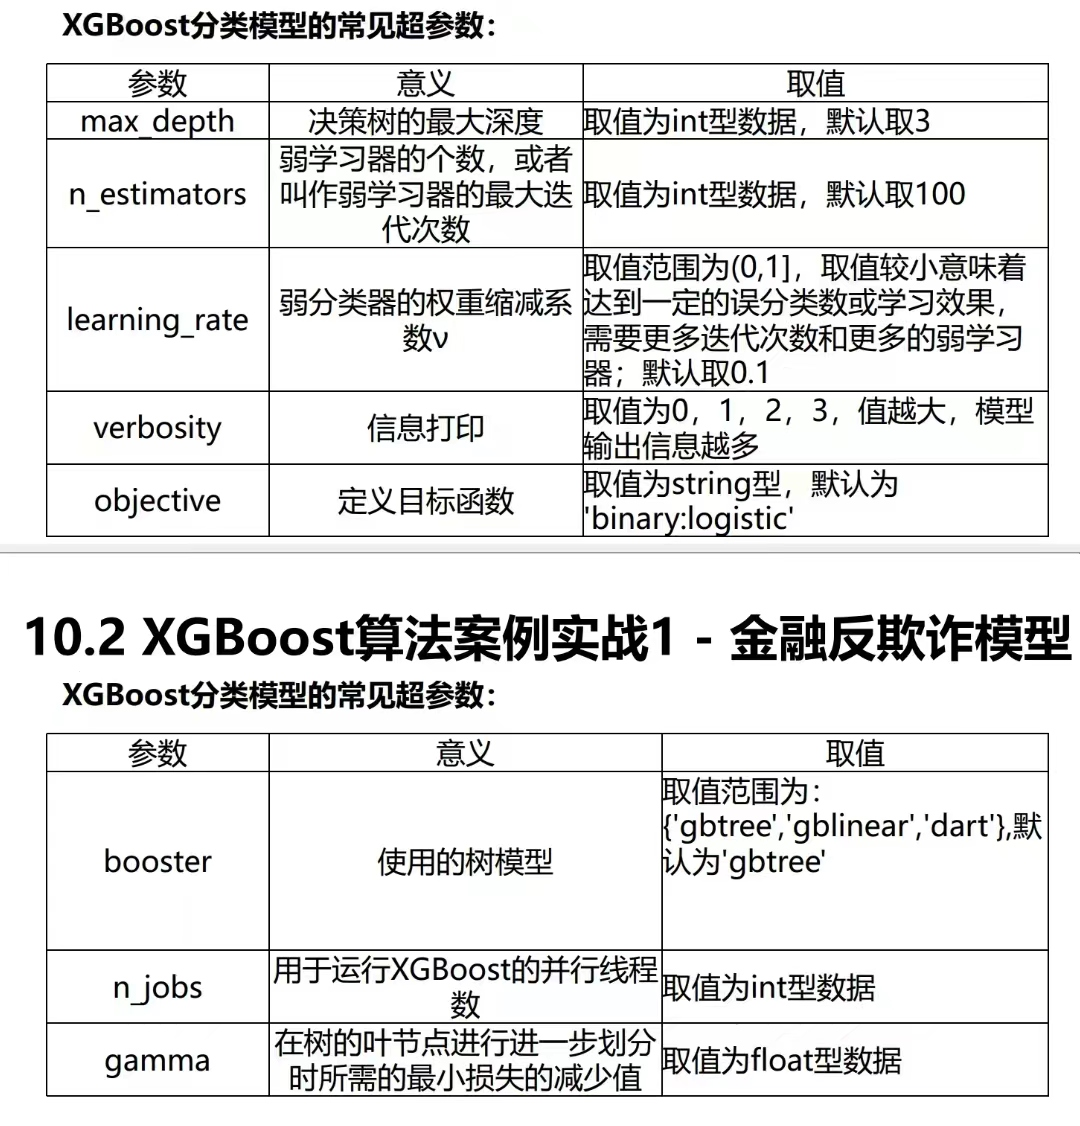 XGBoost分类模型的常见超参数：
参数 意义 取值
max_depth 决策树的最大深度 取值为int型数据，默认取3
n_estimators
弱学习器的个数，或者
叫作弱学习器的最大迭
代次数
取值为int型数据，默认取100
learning_rate
弱分类器的权重缩减系
数ν
取值范围为(0,1]，取值较小意味着
达到一定的误分类数或学习效果，
需要更多迭代次数和更多的弱学习
器；默认取0.1
verbosity
信息打印
取值为0，1，2，3，值越大，模型
输出信息越多
objective
定义目标函数
取值为string型，默认为
'binary:logistic'
10.2 XGBoost算法案例实战1 - 金融反欺诈模型
XGBoost分类模型的常见超参数：
参数 意义 取值
booster
使用的树模型
取值范围为：
{'gbtree','gblinear','dart'},默
认为'gbtree'
n_jobs
用于运行XGBoost的并行线程
数
取值为int型数据
gamma
在树的叶节点进行进一步划分
时所需的最小损失的减少值
取值为float型数据